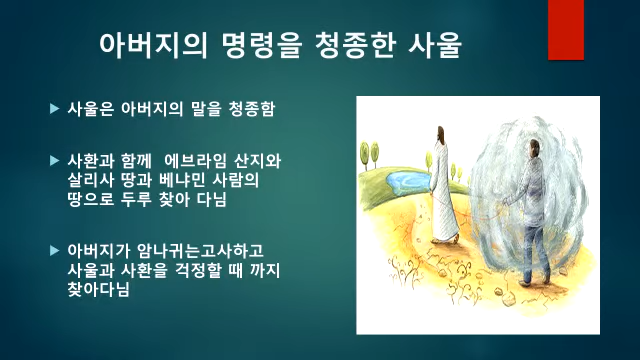 아버지의 명령을 청종한 사울
사울은 아버지의 말을 청종함
사환과 함께 에브라임 산지와
살리사 땅과 베냐민 사람의
땅으로 두루 찾아 다님
아버지가 암나귀는고사하고
사울과 사환을 걱정할 때 까지
찾아다님